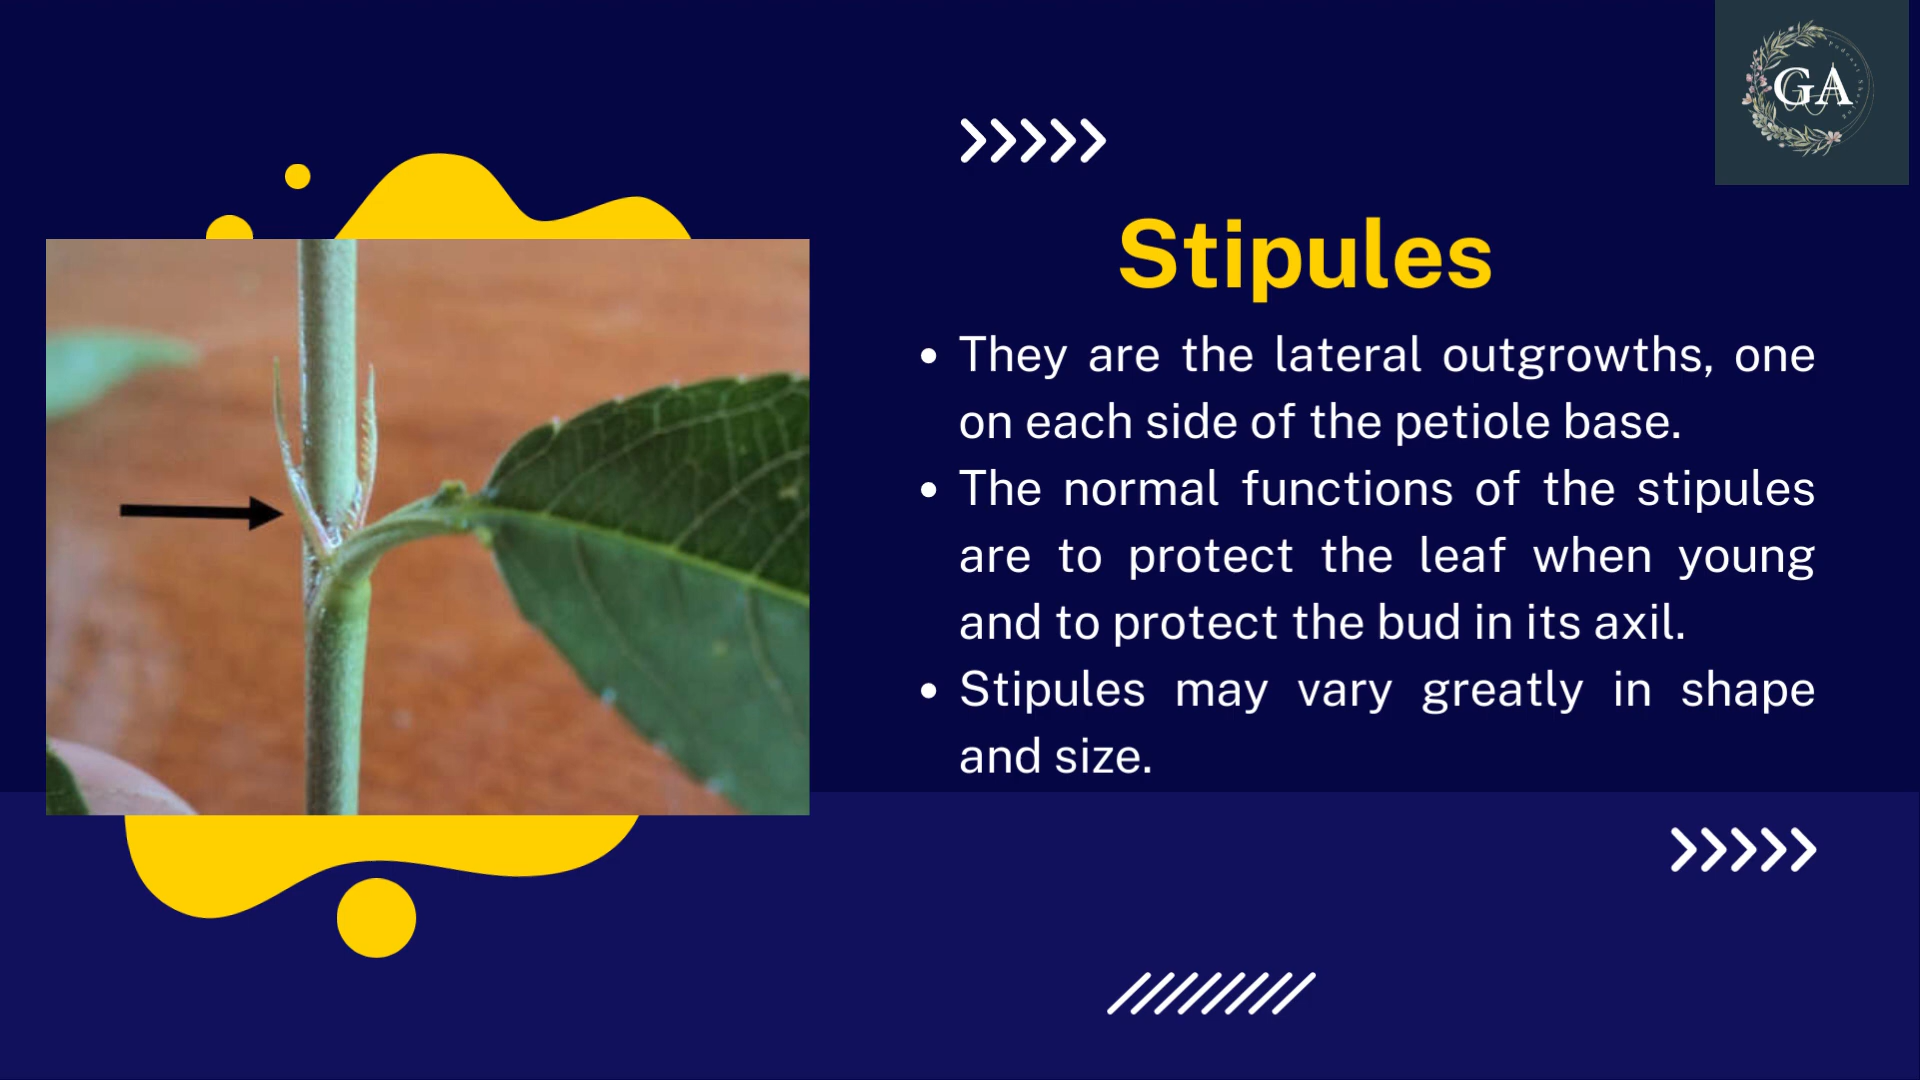 GA
Stipules
They are the lateral outgrowths, one
on each side of the petiole base.
The normal functions of the stipules
are to protect the leaf when young
and to protect the bud in its axil.
Stipules may vary greatly in shape
and size.